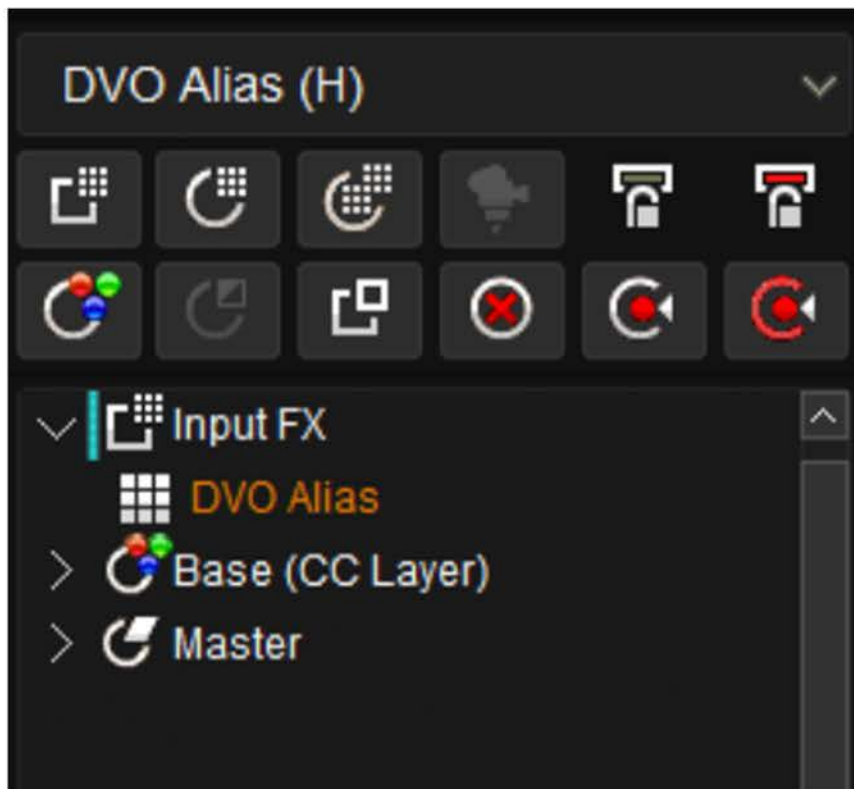 DVO Alias (H)
Input FX
DVO Alias
Base (CC Layer)
Master